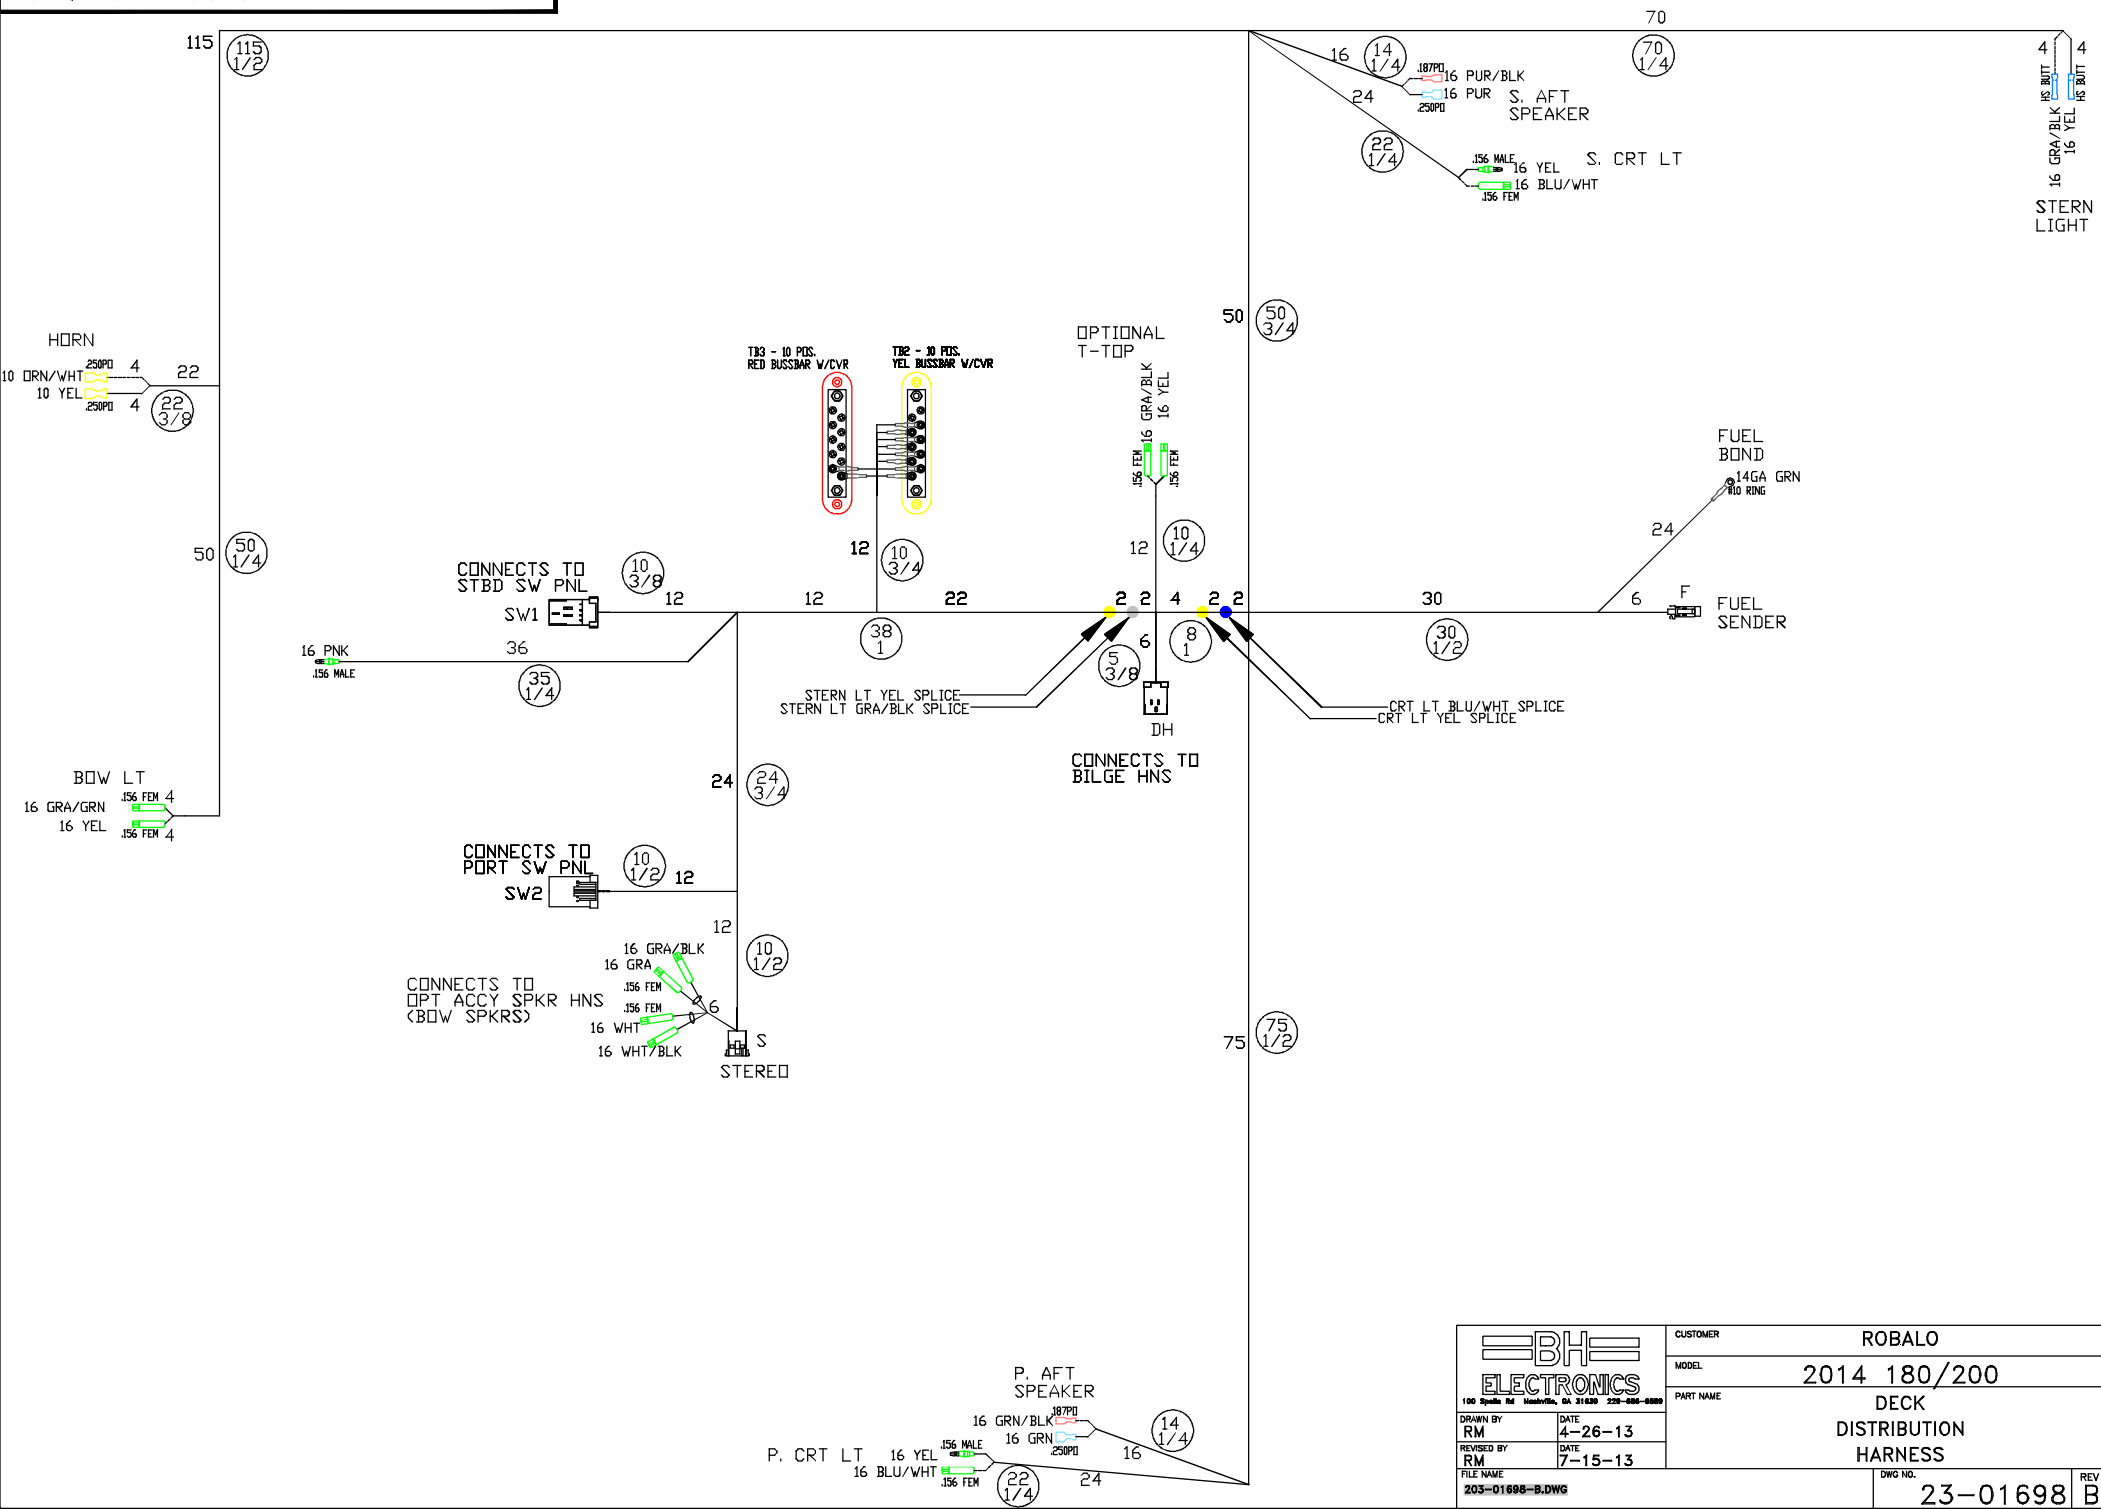 70
115
115
1/2
16
14
1/4
70
1/4
4
4
.187PO
16 PUR/BLK
16 PUR
.250PO
S. AFT
SPEAKER
HS BUTT
HS BUTT
16 GRA/BLK
16 YEL
STERN
LIGHT
24
22
1/4
.156 MALE
16 YEL
16 BLU/WHT
.156 FEM
S. CRT LT
50
50
3/4
HORN
.250PO
4
22
10 ORN/WHT
10 YEL
.250PO
4
22
3/8
TB3 - 10 POS.
RED BUSSBAR W/CVR
TB2 - 10 POS.
YEL BUSSBAR W/CVR
OPTIONAL
T-TOP
16 GRA/BLK
16 YEL
.156 FEM
.156 FEM
FUEL
BOND
14GA GRN
#10 RING
24
50
50
1/4
12
10
3/4
12
10
1/4
CONNECTS TO
STBD SW PNL
SW1
10
3/8
12
12
22
2
2
4
2
2
30
6
F
FUEL
SENDER
38
1
6
8
1
30
1/2
5
3/8
16 PNK
.156 MALE
36
35
1/4
STERN LT YEL SPLICE
STERN LT GRA/BLK SPLICE
CRT LT BLU/WHT SPLICE
CRT LT YEL SPLICE
DH
CONNECTS TO
BILGE HNS
BOW LT
16 GRA/GRN
.156 FEM
4
16 YEL
.156 FEM
4
24
24
3/4
CONNECTS TO
PORT SW PNL
SW2
10
1/2
12
12
10
1/2
16 GRA/BLK
16 GRA
.156 FEM
CONNECTS TO
OPT ACCY SPKR HNS
(BOW SPKRS)
.156 FEM
6
16 WHT
16 WHT/BLK
S
STEREO
75
75
1/2
P. AFT
SPEAKER
.187PO
16 GRN/BLK
16 GRN
.250PO
14
1/4
16
P. CRT LT
16 YEL
.156 MALE
16 BLU/WHT
.156 FEM
22
1/4
24
BH
ELECTRONICS
100 Spells Rd Nashville, GA 31639 229-686-9589
CUSTOMER
ROBALO
MODEL
2014 180/200
PART NAME
DECK
DISTRIBUTION
HARNESS
DRAWN BY
RM
DATE
4-26-13
REVISED BY
RM
DATE
7-15-13
FILE NAME
203-01698-B.DWG
DWG NO.
23-01698
REV
B